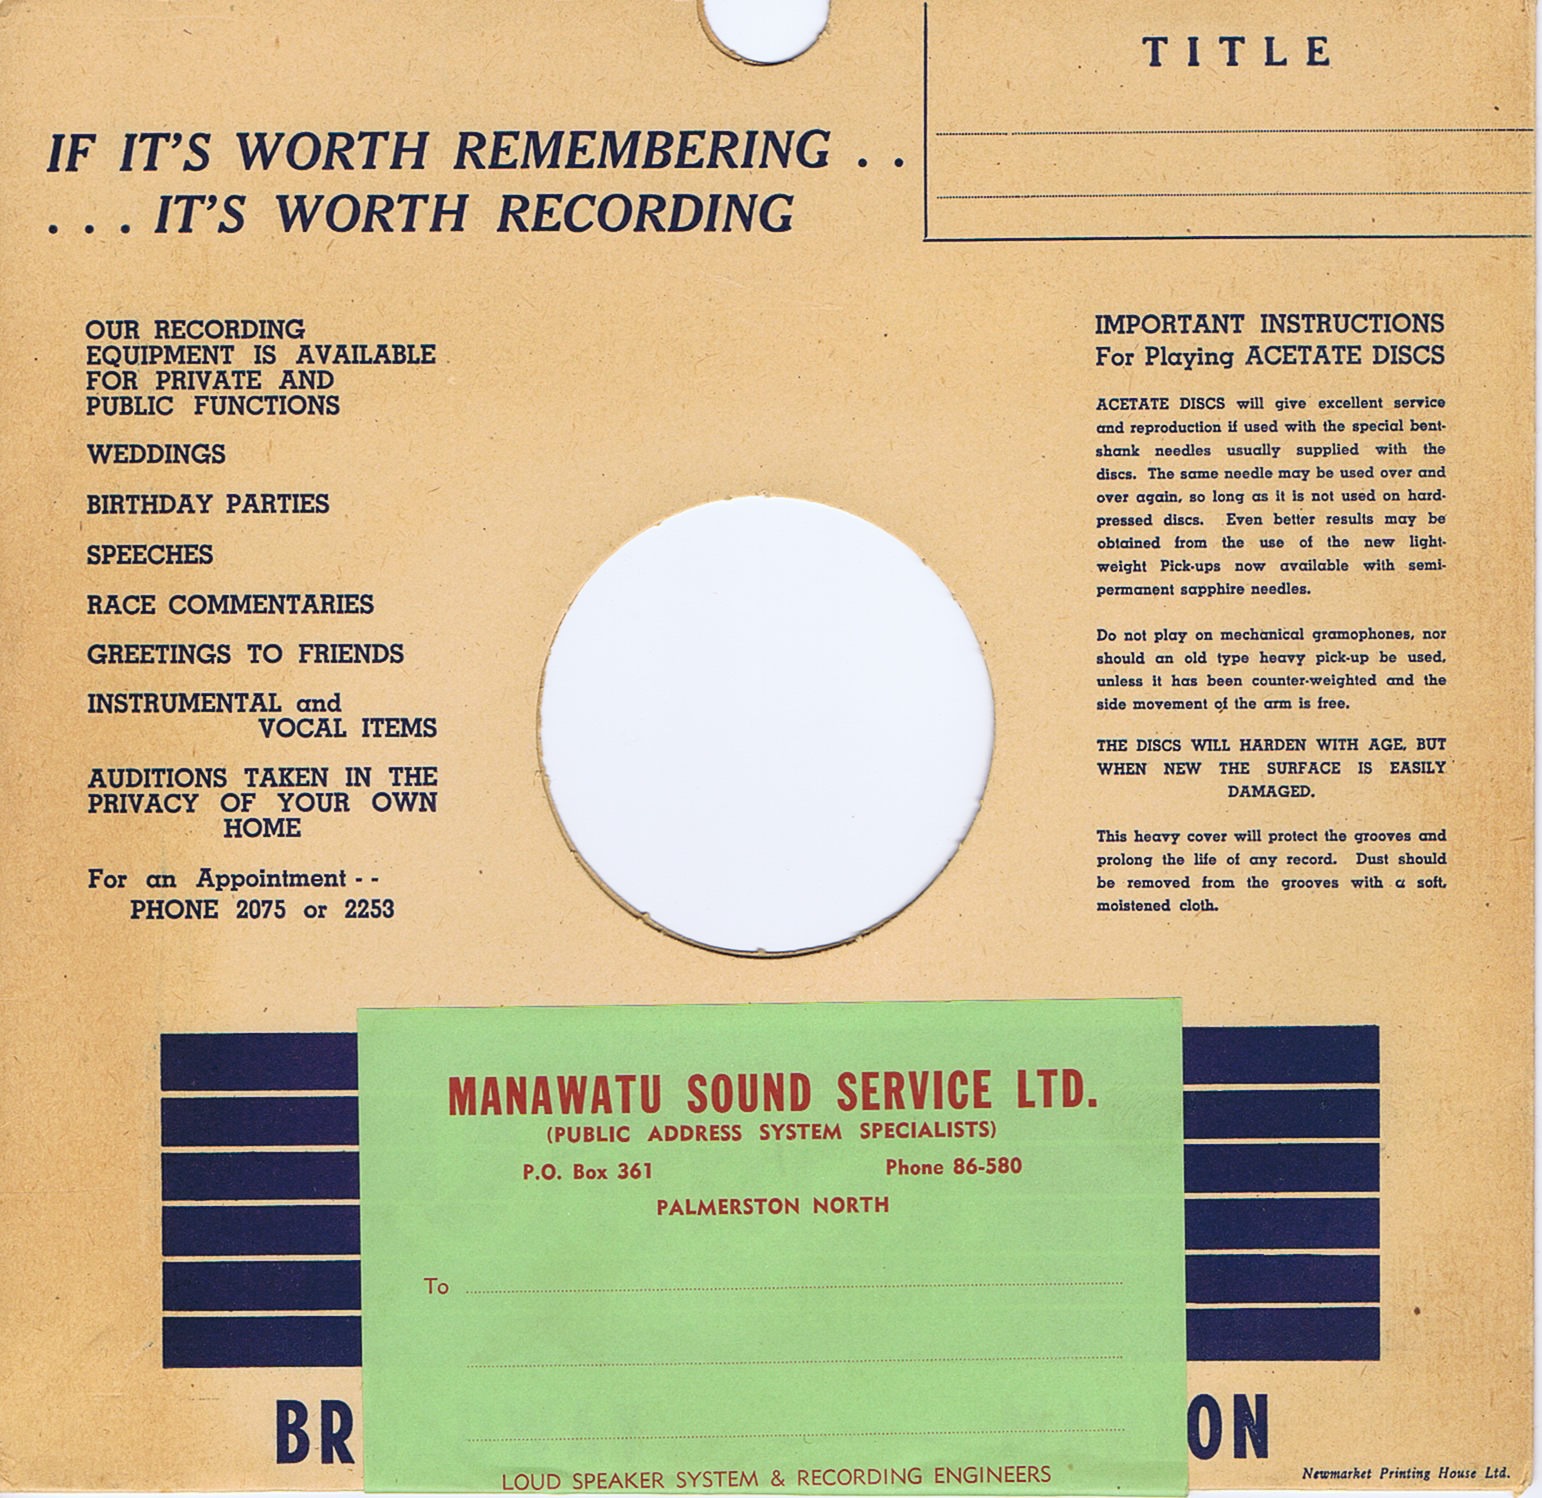 TITLE
IF IT'S WORTH REMEMBERING . .
. . . IT'S WORTH RECORDING
OUR RECORDING
EQUIPMENT IS AVAILABLE
FOR PRIVATE AND
PUBLIC FUNCTIONS
WEDDINGS
BIRTHDAY PARTIES
SPEECHES
RACE COMMENTARIES
GREETINGS TO FRIENDS
INSTRUMENTAL and
VOCAL ITEMS
AUDITIONS TAKEN IN THE
PRIVACY OF YOUR OWN
HOME
For an Appointment - -
PHONE 2075 or 2253
IMPORTANT INSTRUCTIONS
For Playing ACETATE DISCS
ACETATE DISCS will give excellent service
and reproduction if used with the special bent-
shank needles usually supplied with the
discs. The same needle may be used over and
over again, so long as it is not used on hard-
pressed discs. Even better results may be
obtained from the use of the new light-
weight Pick-ups now available with semi-
permanent sapphire needles.
Do not play on mechanical gramophones, nor
should an old type heavy pick-up be used,
unless it has been counter-weighted and the
side movement of the arm is free.
THE DISCS WILL HARDEN WITH AGE, BUT
WHEN NEW THE SURFACE IS EASILY
DAMAGED.
This heavy cover will protect the grooves and
prolong the life of any record. Dust should
be removed from the grooves with a soft,
moistened cloth.
MANAWATU SOUND SERVICE LTD.
(PUBLIC ADDRESS SYSTEM SPECIALISTS)
P.O. Box 361 Phone 86-580
PALMERSTON NORTH
To
BR ON
LOUD SPEAKER SYSTEM & RECORDING ENGINEERS
Newmarket Printing House Ltd.